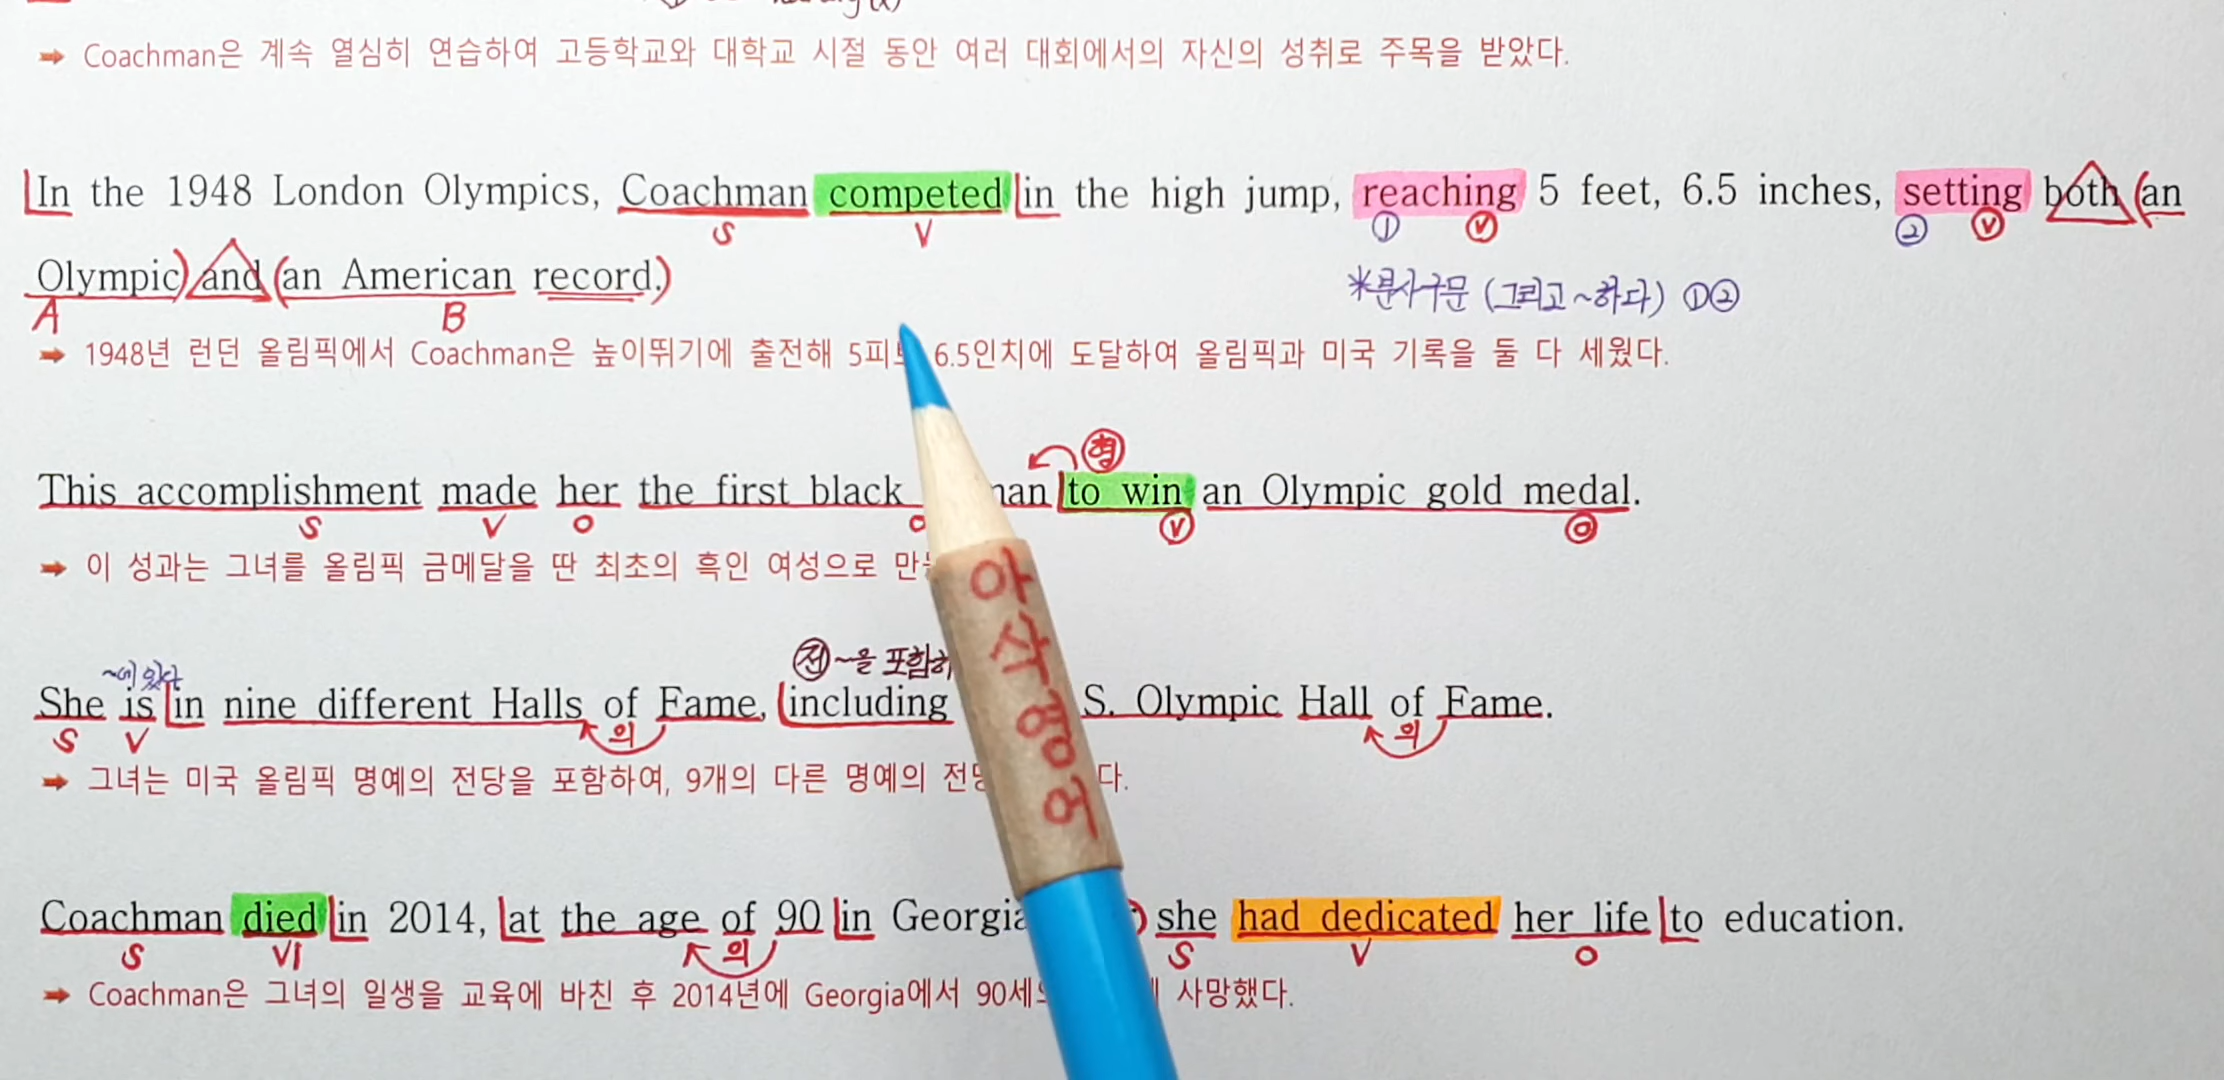 ➡ Coachman은 계속 열심히 연습하여 고등학교와 대학교 시절 동안 여러 대회에서의 자신의 성취로 주목을 받았다.
In the 1948 London Olympics, Coachman competed in the high jump, reaching 5 feet, 6.5 inches, setting both (an
S V ① Ⓥ ② Ⓥ
Olympic) and (an American record.)
A B
*분사구문 (그리고 ~하다) ①②
➡ 1948년 런던 올림픽에서 Coachman은 높이뛰기에 출전해 6.5인치에 도달하여 올림픽과 미국 기록을 둘 다 세웠다.
형
This accomplishment made her the first black to win an Olympic gold medal.
S V O Ⓥ Ⓞ
➡ 이 성과는 그녀를 올림픽 금메달을 딴 최초의 흑인 여성으로
~에 있다 전 ~을 포함하
She is in nine different Halls of Fame, including S. Olympic Hall of Fame.
S V 의 의
➡ 그녀는 미국 올림픽 명예의 전당을 포함하여, 9개의 다른 명예의
Coachman died in 2014, at the age of 90 in Georgia she had dedicated her life to education.
S V1 의 S V O
➡ Coachman은 그녀의 일생을 교육에 바친 후 2014년에 Georgia에서 사망했다.
아삭영어